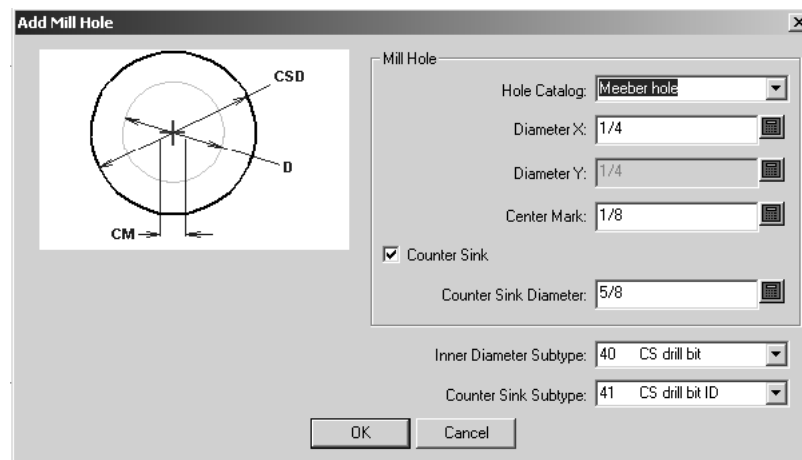 Add Mill Hole
CSD
D
CM
Mill Hole
Hole Catalog: Meeber hole
Diameter X: 1/4
Diameter Y: 1/4
Center Mark: 1/8
Counter Sink
Counter Sink Diameter: 5/8
Inner Diameter Subtype: 40 CS drill bit
Counter Sink Subtype: 41 CS drill bit ID
OK Cancel